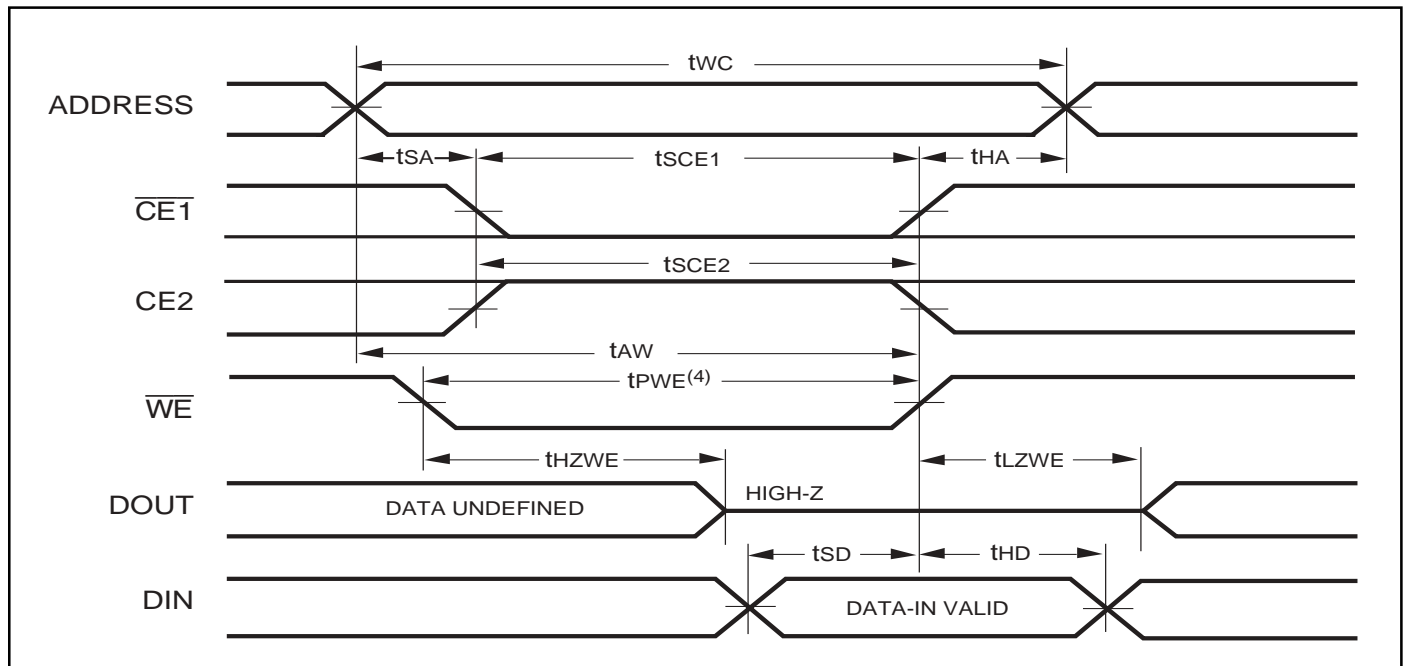 tWC
ADDRESS
tSA
tSCE1
tHA
CE1
tSCE2
CE2
tAW
tPWE(4)
WE
tHZWE
tLZWE
DOUT
DATA UNDEFINED
HIGH-Z
tSD
tHD
DIN
DATA-IN VALID